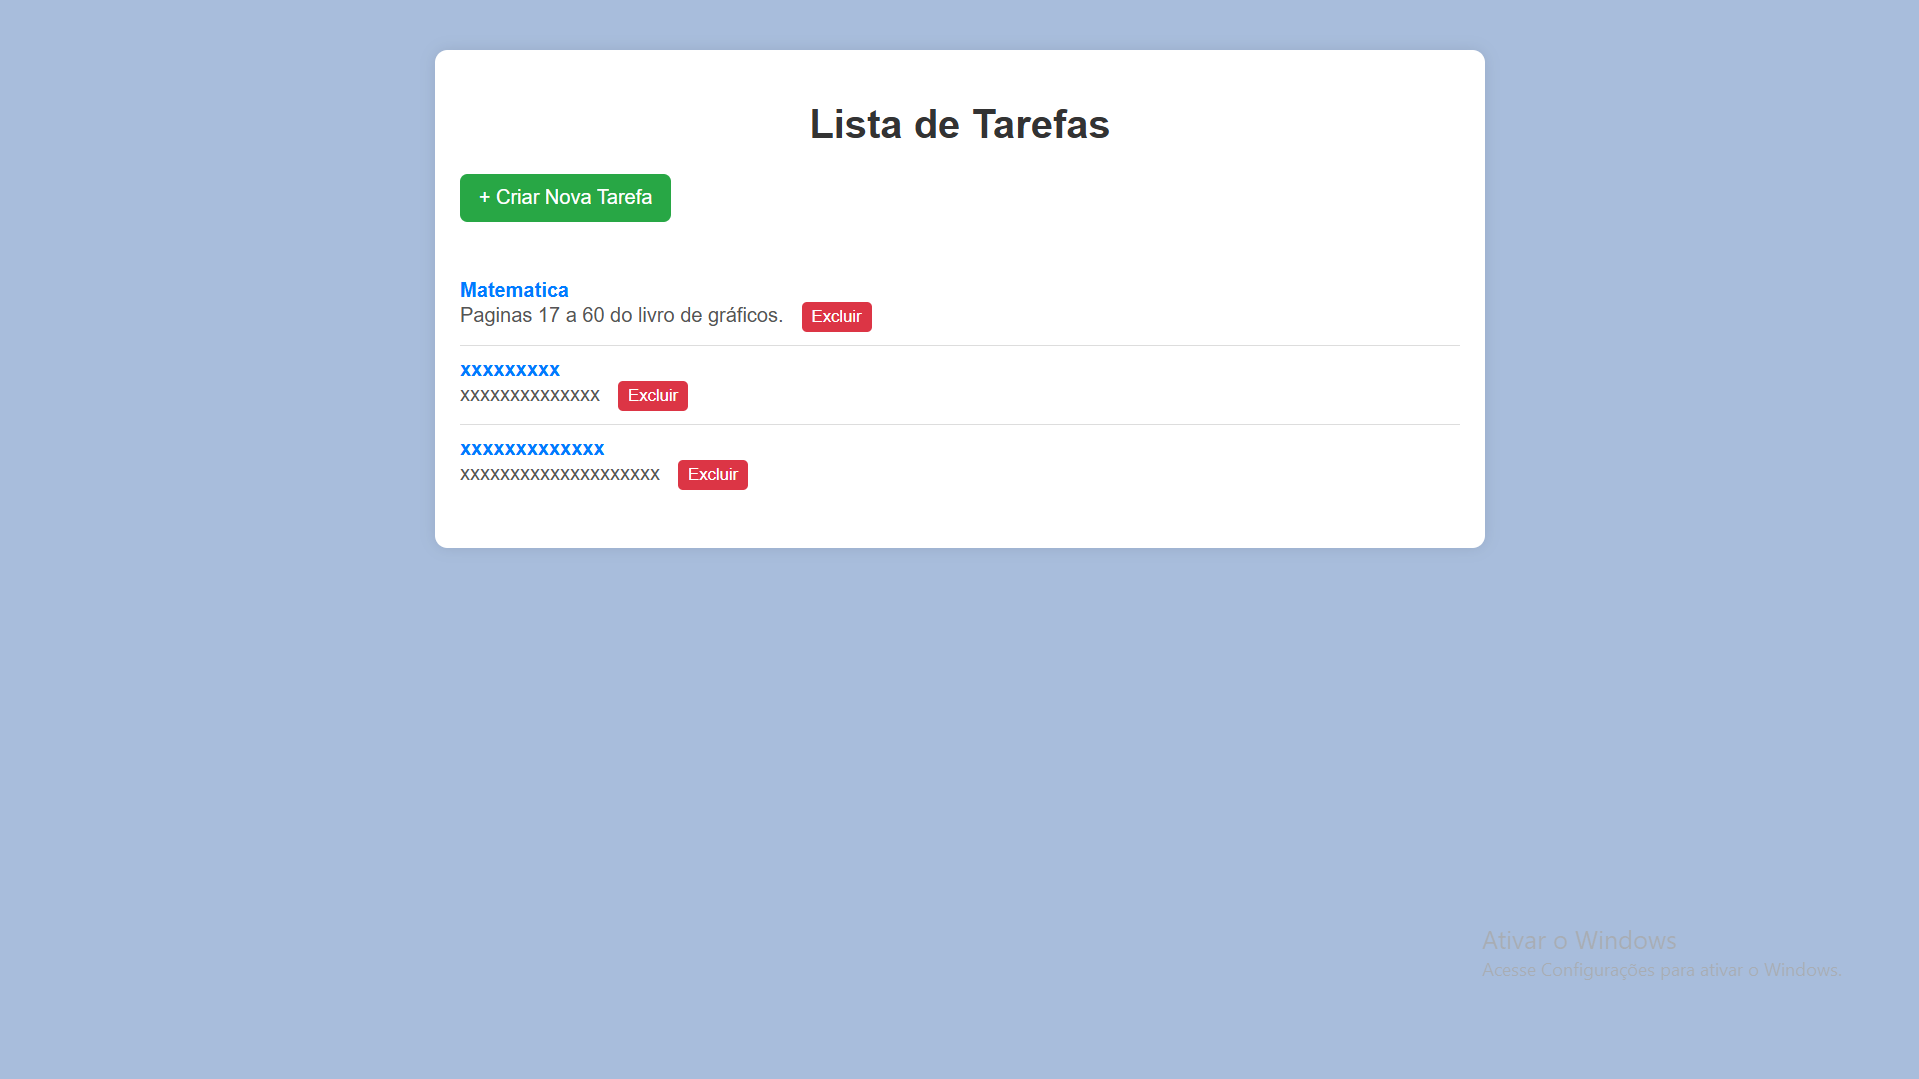 Lista de Tarefas
+ Criar Nova Tarefa
Matematica
Paginas 17 a 60 do livro de gráficos. Excluir
xxxxxxxxx
xxxxxxxxxxxxxx Excluir
xxxxxxxxxxxxx
xxxxxxxxxxxxxxxxxxxx Excluir
Ativar o Windows
Acesse Configurações para ativar o Windows.